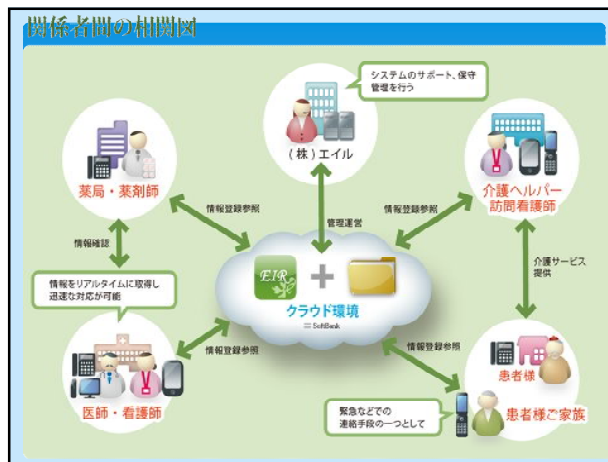 関係者間の相関図
システムのサポート、保守
管理を行う
(株)エイル
薬局・薬剤師
介護ヘルパー
訪問看護師
情報登録参照
管理運営
情報登録参照
情報確認
介護サービス
提供
情報をリアルタイムに取得し
迅速な対応が可能
EIR
クラウド環境
SoftBank
情報登録参照
情報登録参照
医師・看護師
患者様
患者様ご家族
緊急などでの
連絡手段の一つとして